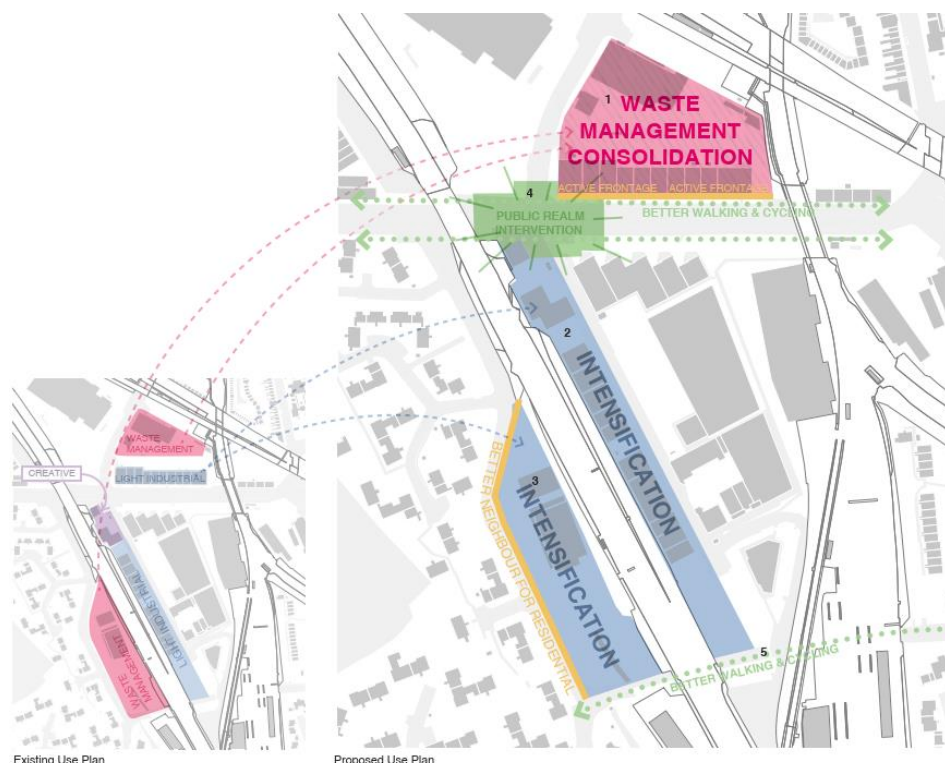 1
WASTE
MANAGEMENT
CONSOLIDATION
ACTIVE FRONTAGE ACTIVE FRONTAGE
4
PUBLIC REALM
INTERVENTION
BETTER WALKING & CYCLING
2
INTENSIFICATION
3
INTENSIFICATION
BETTER NEIGHBOUR FOR RESIDENTIAL
5
BETTER WALKING & CYCLING
WASTE
MANAGEMENT
LIGHT INDUSTRIAL
CREATIVE
LIGHT INDUSTRIAL
WASTE
MANAGEMENT
Existing Use Plan
Proposed Use Plan